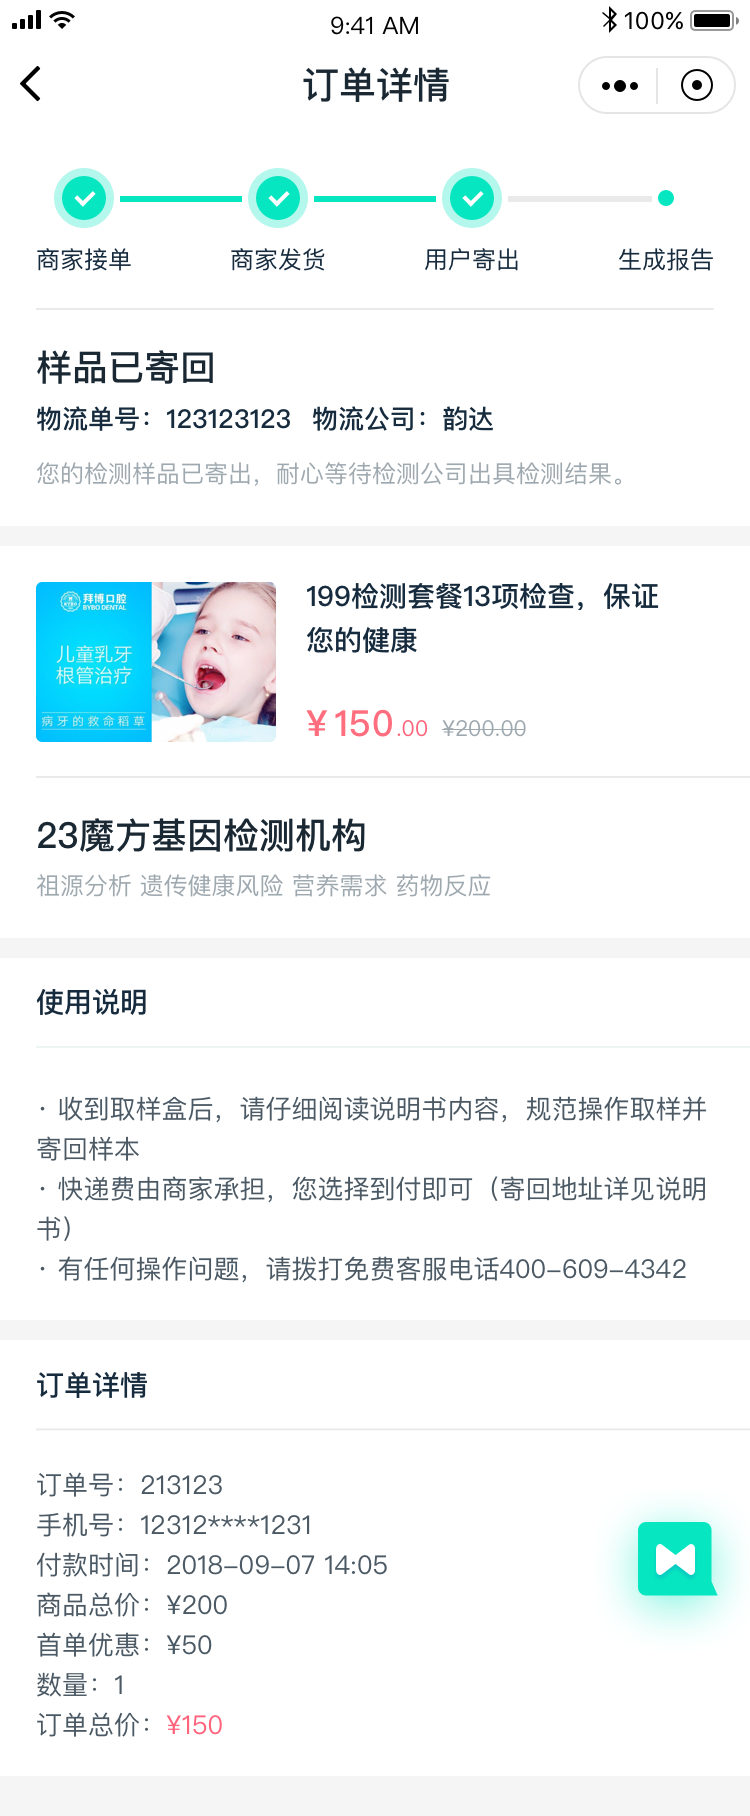 9:41 AM
100%
订单详情
商家接单
商家发货
用户寄出
生成报告
样品已寄回
物流单号：123123123 物流公司：韵达
您的检测样品已寄出，耐心等待检测公司出具检测结果。
拜博口腔
BYBO DENTAL
儿童乳牙
根管治疗
病牙的救命稻草
199检测套餐13项检查，保证
您的健康
¥150.00 ¥200.00
23魔方基因检测机构
祖源分析 遗传健康风险 营养需求 药物反应
使用说明
· 收到取样盒后，请仔细阅读说明书内容，规范操作取样并
寄回样本
· 快递费由商家承担，您选择到付即可（寄回地址详见说明
书）
· 有任何操作问题，请拨打免费客服电话400-609-4342
订单详情
订单号：213123
手机号：12312****1231
付款时间：2018-09-07 14:05
商品总价：¥200
首单优惠：¥50
数量：1
订单总价：¥150